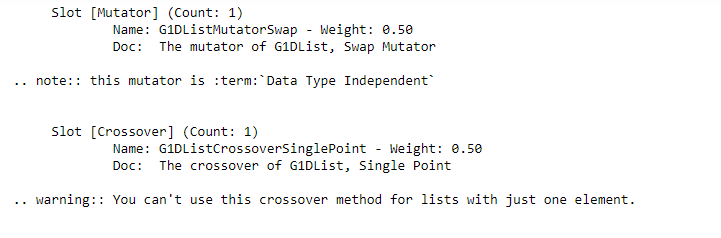 Slot [Mutator] (Count: 1)
Name: G1DListMutatorSwap - Weight: 0.50
Doc: The mutator of G1DList, Swap Mutator
.. note:: this mutator is :term:`Data Type Independent`
Slot [Crossover] (Count: 1)
Name: G1DListCrossoverSinglePoint - Weight: 0.50
Doc: The crossover of G1DList, Single Point
.. warning:: You can't use this crossover method for lists with just one element.